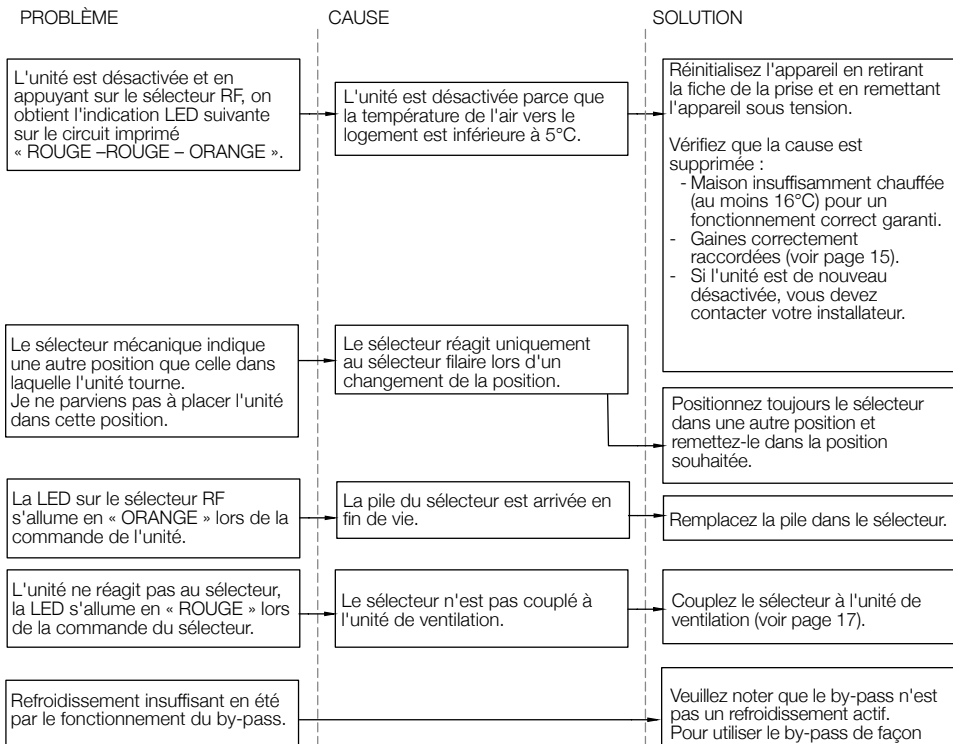 PROBLÈME
CAUSE
SOLUTION
L'unité est désactivée et en
appuyant sur le sélecteur RF, on
obtient l'indication LED suivante
sur le circuit imprimé
« ROUGE –ROUGE – ORANGE ».
L'unité est désactivée parce que
la température de l'air vers le
logement est inférieure à 5°C.
Réinitialisez l'appareil en retirant
la fiche de la prise et en remettant
l'appareil sous tension.
Vérifiez que la cause est
supprimée :
- Maison insuffisamment chauffée
(au moins 16°C) pour un
fonctionnement correct garanti.
- Gaines correctement
raccordées (voir page 15).
- Si l'unité est de nouveau
désactivée, vous devez
contacter votre installateur.
Le sélecteur mécanique indique
une autre position que celle dans
laquelle l'unité tourne.
Je ne parviens pas à placer l'unité
dans cette position.
Le sélecteur réagit uniquement
au sélecteur filaire lors d'un
changement de la position.
Positionnez toujours le sélecteur
dans une autre position et
remettez-le dans la position
souhaitée.
La LED sur le sélecteur RF
s'allume en « ORANGE » lors de la
commande de l'unité.
La pile du sélecteur est arrivée en
fin de vie.
Remplacez la pile dans le sélecteur.
L'unité ne réagit pas au sélecteur,
la LED s'allume en « ROUGE » lors
de la commande du sélecteur.
Le sélecteur n'est pas couplé à
l'unité de ventilation.
Couplez le sélecteur à l'unité de
ventilation (voir page 17).
Refroidissement insuffisant en été
par le fonctionnement du by-pass.
Veuillez noter que le by-pass n'est
pas un refroidissement actif.
Pour utiliser le by-pass de façon